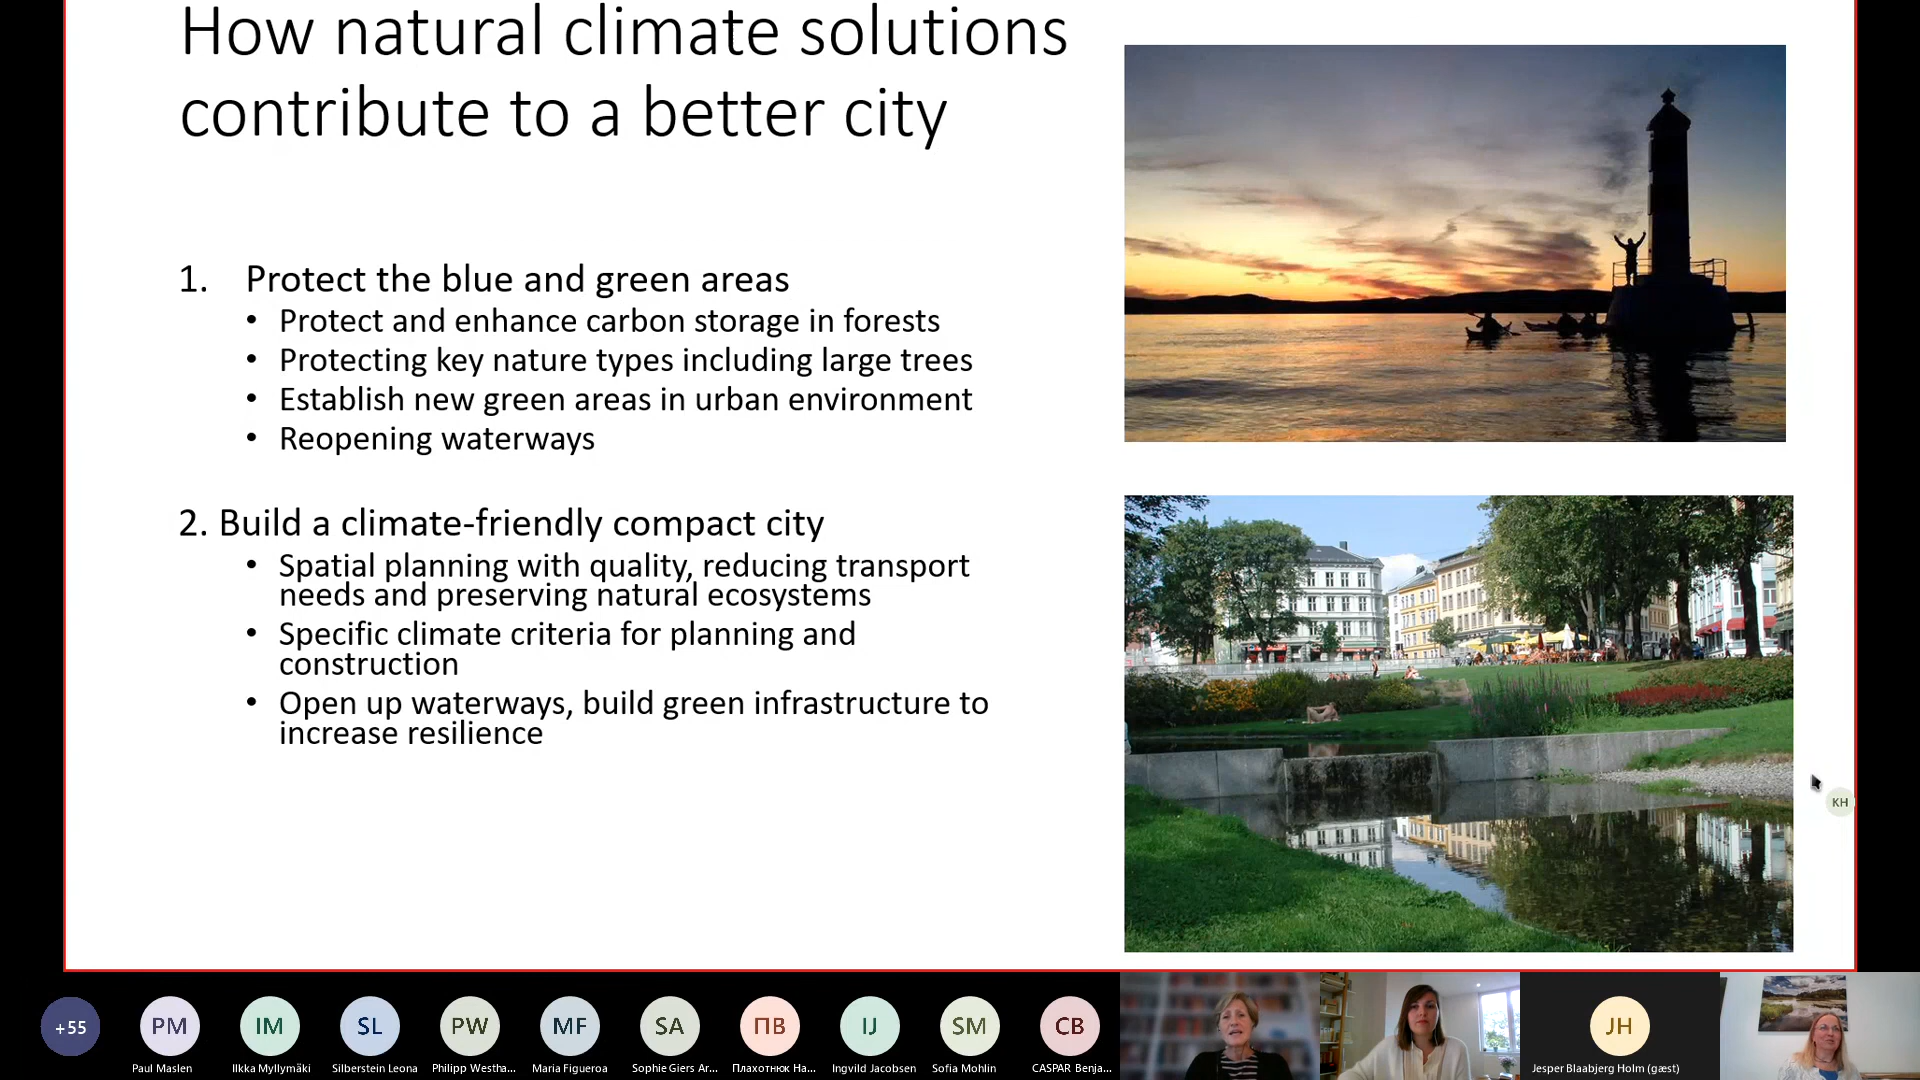 How natural climate solutions
contribute to a better city
1. Protect the blue and green areas
• Protect and enhance carbon storage in forests
• Protecting key nature types including large trees
• Establish new green areas in urban environment
• Reopening waterways
2. Build a climate-friendly compact city
• Spatial planning with quality, reducing transport
needs and preserving natural ecosystems
• Specific climate criteria for planning and
construction
• Open up waterways, build green infrastructure to
increase resilience
KH
+55
PM
IM
SL
PW
MF
SA
ПВ
IJ
SM
CB
JH
Paul Maslen
Ilkka Myllymäki
Silberstein Leona
Philipp Westha...
Maria Figueroa
Sophie Giers Ar...
Плахотнюк На...
Ingvild Jacobsen
Sofia Mohlin
CASPAR Benja...
Jesper Blaabjerg Holm (gæst)